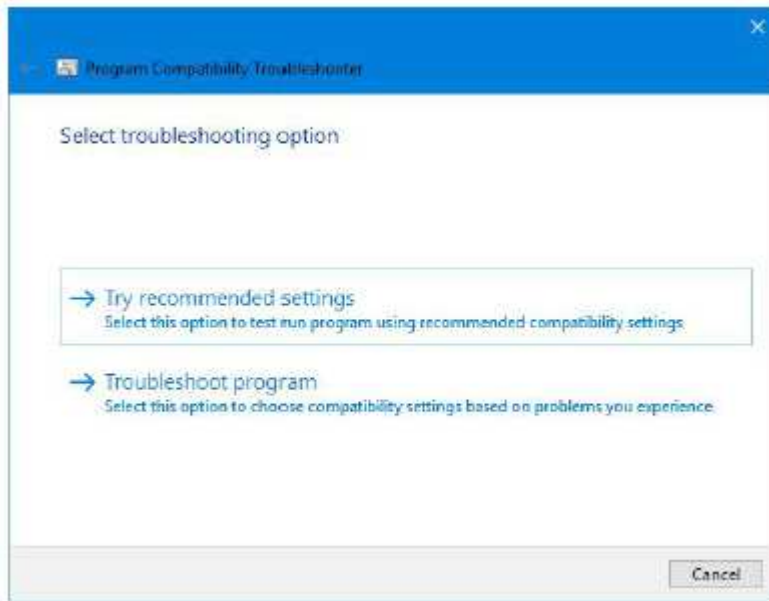 Program Compatibility Troubleshooter
Select troubleshooting option
Try recommended settings
Select this option to test run program using recommended compatibility settings
Troubleshoot program
Select this option to choose compatibility settings based on problems you experience
Cancel